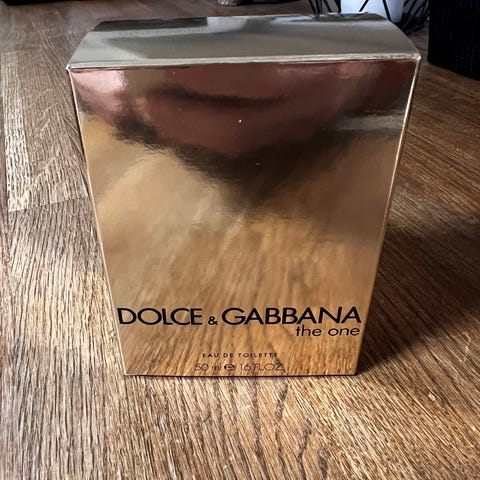 DOLCE & GABBANA
the one
EAU DE TOILETTE
50 ml e 1.6 FL.OZ.